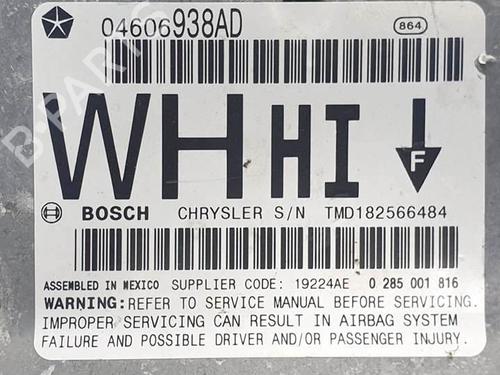 04606938AD
864
WH HI
F
BOSCH CHRYSLER S/N TMD182566484
ASSEMBLED IN MEXICO SUPPLIER CODE: 19224AE 0 285 001 816
WARNING: REFER TO SERVICE MANUAL BEFORE SERVICING.
IMPROPER SERVICING CAN RESULT IN AIRBAG SYSTEM
FAILURE AND POSSIBLE DRIVER AND/OR PASSENGER INJURY.
B-PARTS